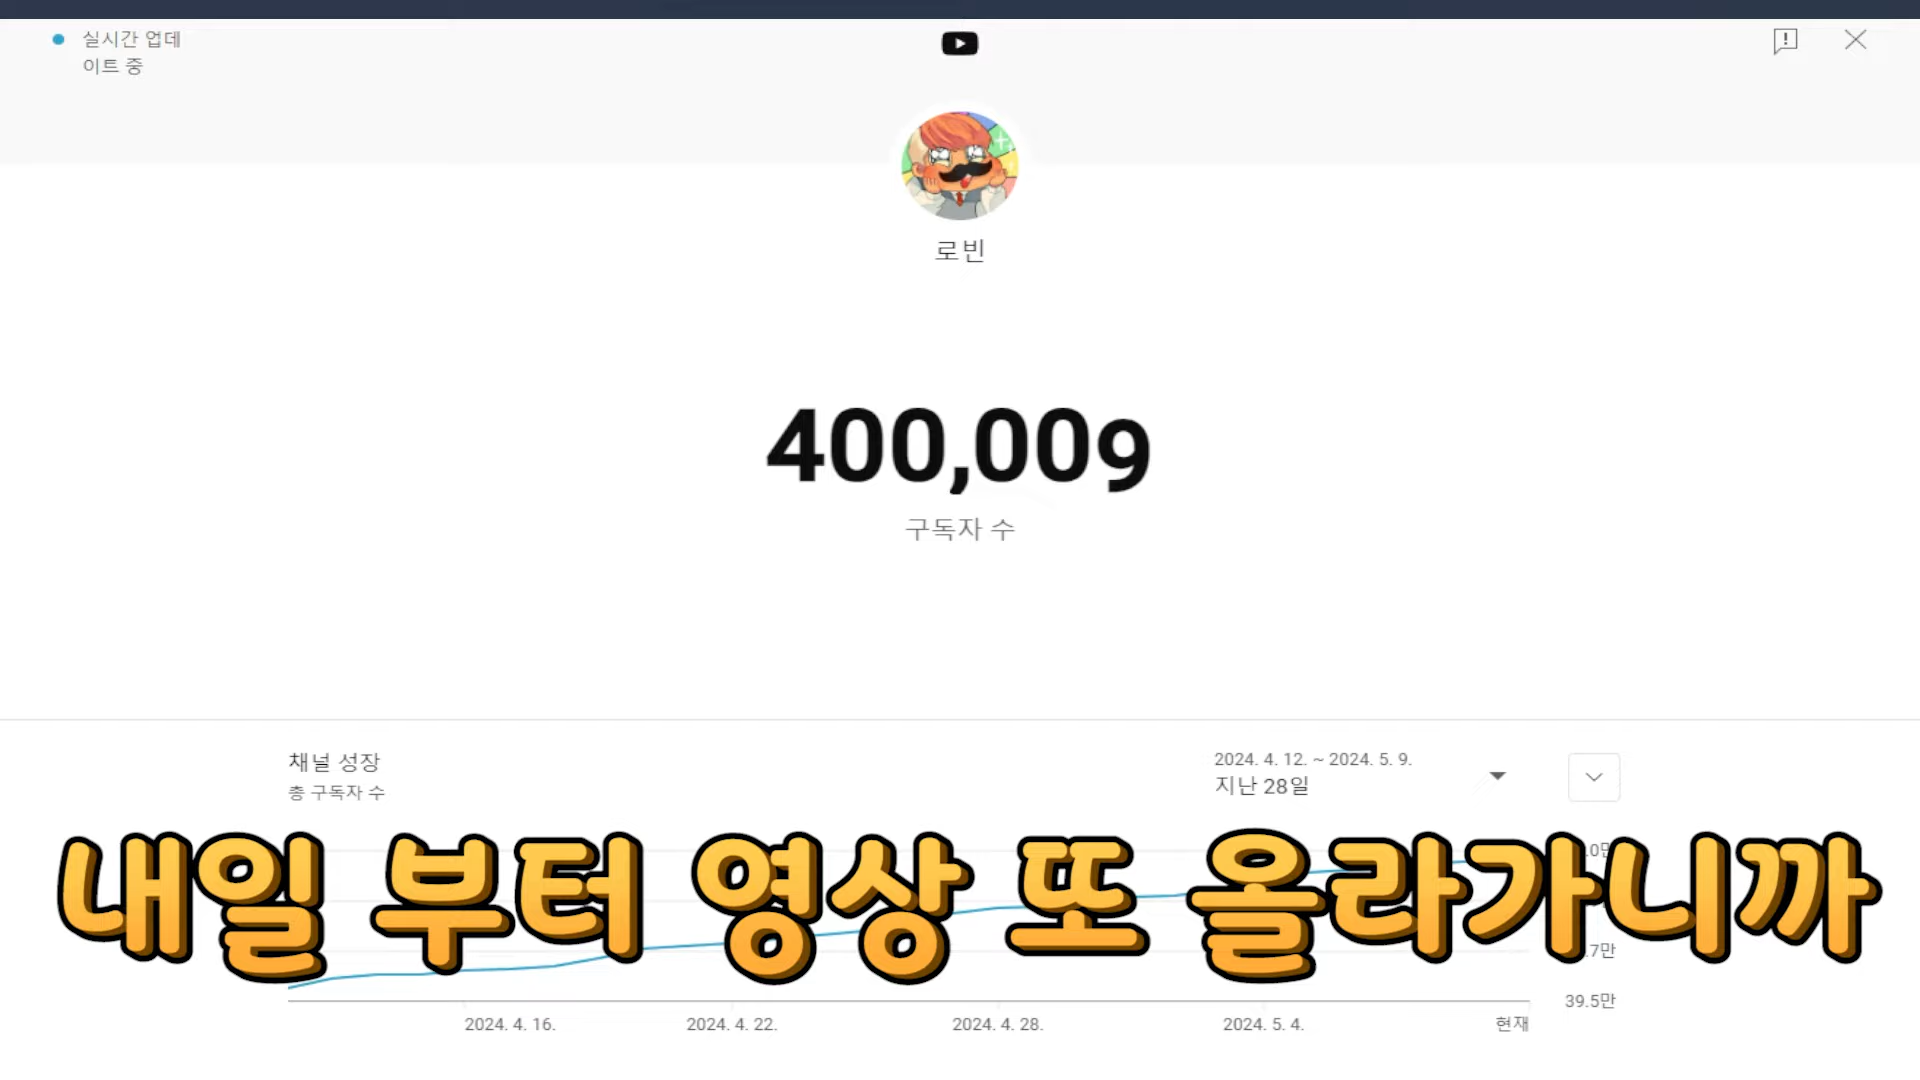 실시간 업데
이트 중
로빈
400,009
구독자 수
채널 성장
총 구독자 수
2024. 4. 12. ~ 2024. 5. 9.
지난 28일
내일 부터 영상 또 올라가니까
39.5만
2024. 4. 16.
2024. 4. 22.
2024. 4. 28.
2024. 5. 4.
현재